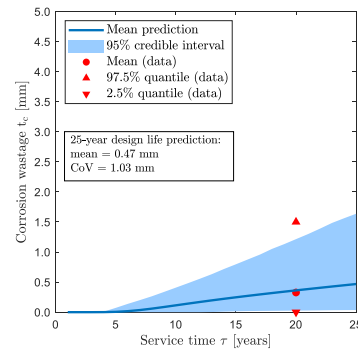 5.0
4.5
4.0
3.5
3.0
2.5
2.0
1.5
1.0
0.5
0.0
Corrosion wastage t_c [mm]
Mean prediction
95% credible interval
Mean (data)
97.5% quantile (data)
2.5% quantile (data)
25-year design life prediction:
mean = 0.47 mm
CoV = 1.03 mm
0 5 10 15 20 25
Service time τ [years]